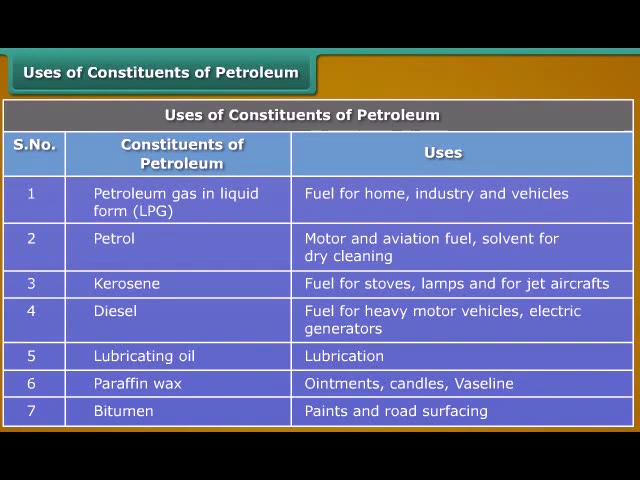 Uses of Constituents of Petroleum
Uses of Constituents of Petroleum
S.No. Constituents of Petroleum Uses
1 Petroleum gas in liquid form (LPG) Fuel for home, industry and vehicles
2 Petrol Motor and aviation fuel, solvent for dry cleaning
3 Kerosene Fuel for stoves, lamps and for jet aircrafts
4 Diesel Fuel for heavy motor vehicles, electric generators
5 Lubricating oil Lubrication
6 Paraffin wax Ointments, candles, Vaseline
7 Bitumen Paints and road surfacing